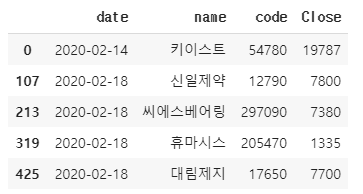 date name code Close
0 2020-02-14 키이스트 54780 19787
107 2020-02-18 신일제약 12790 7800
213 2020-02-18 씨에스베어링 297090 7380
319 2020-02-18 휴마시스 205470 1335
425 2020-02-18 대림제지 17650 7700